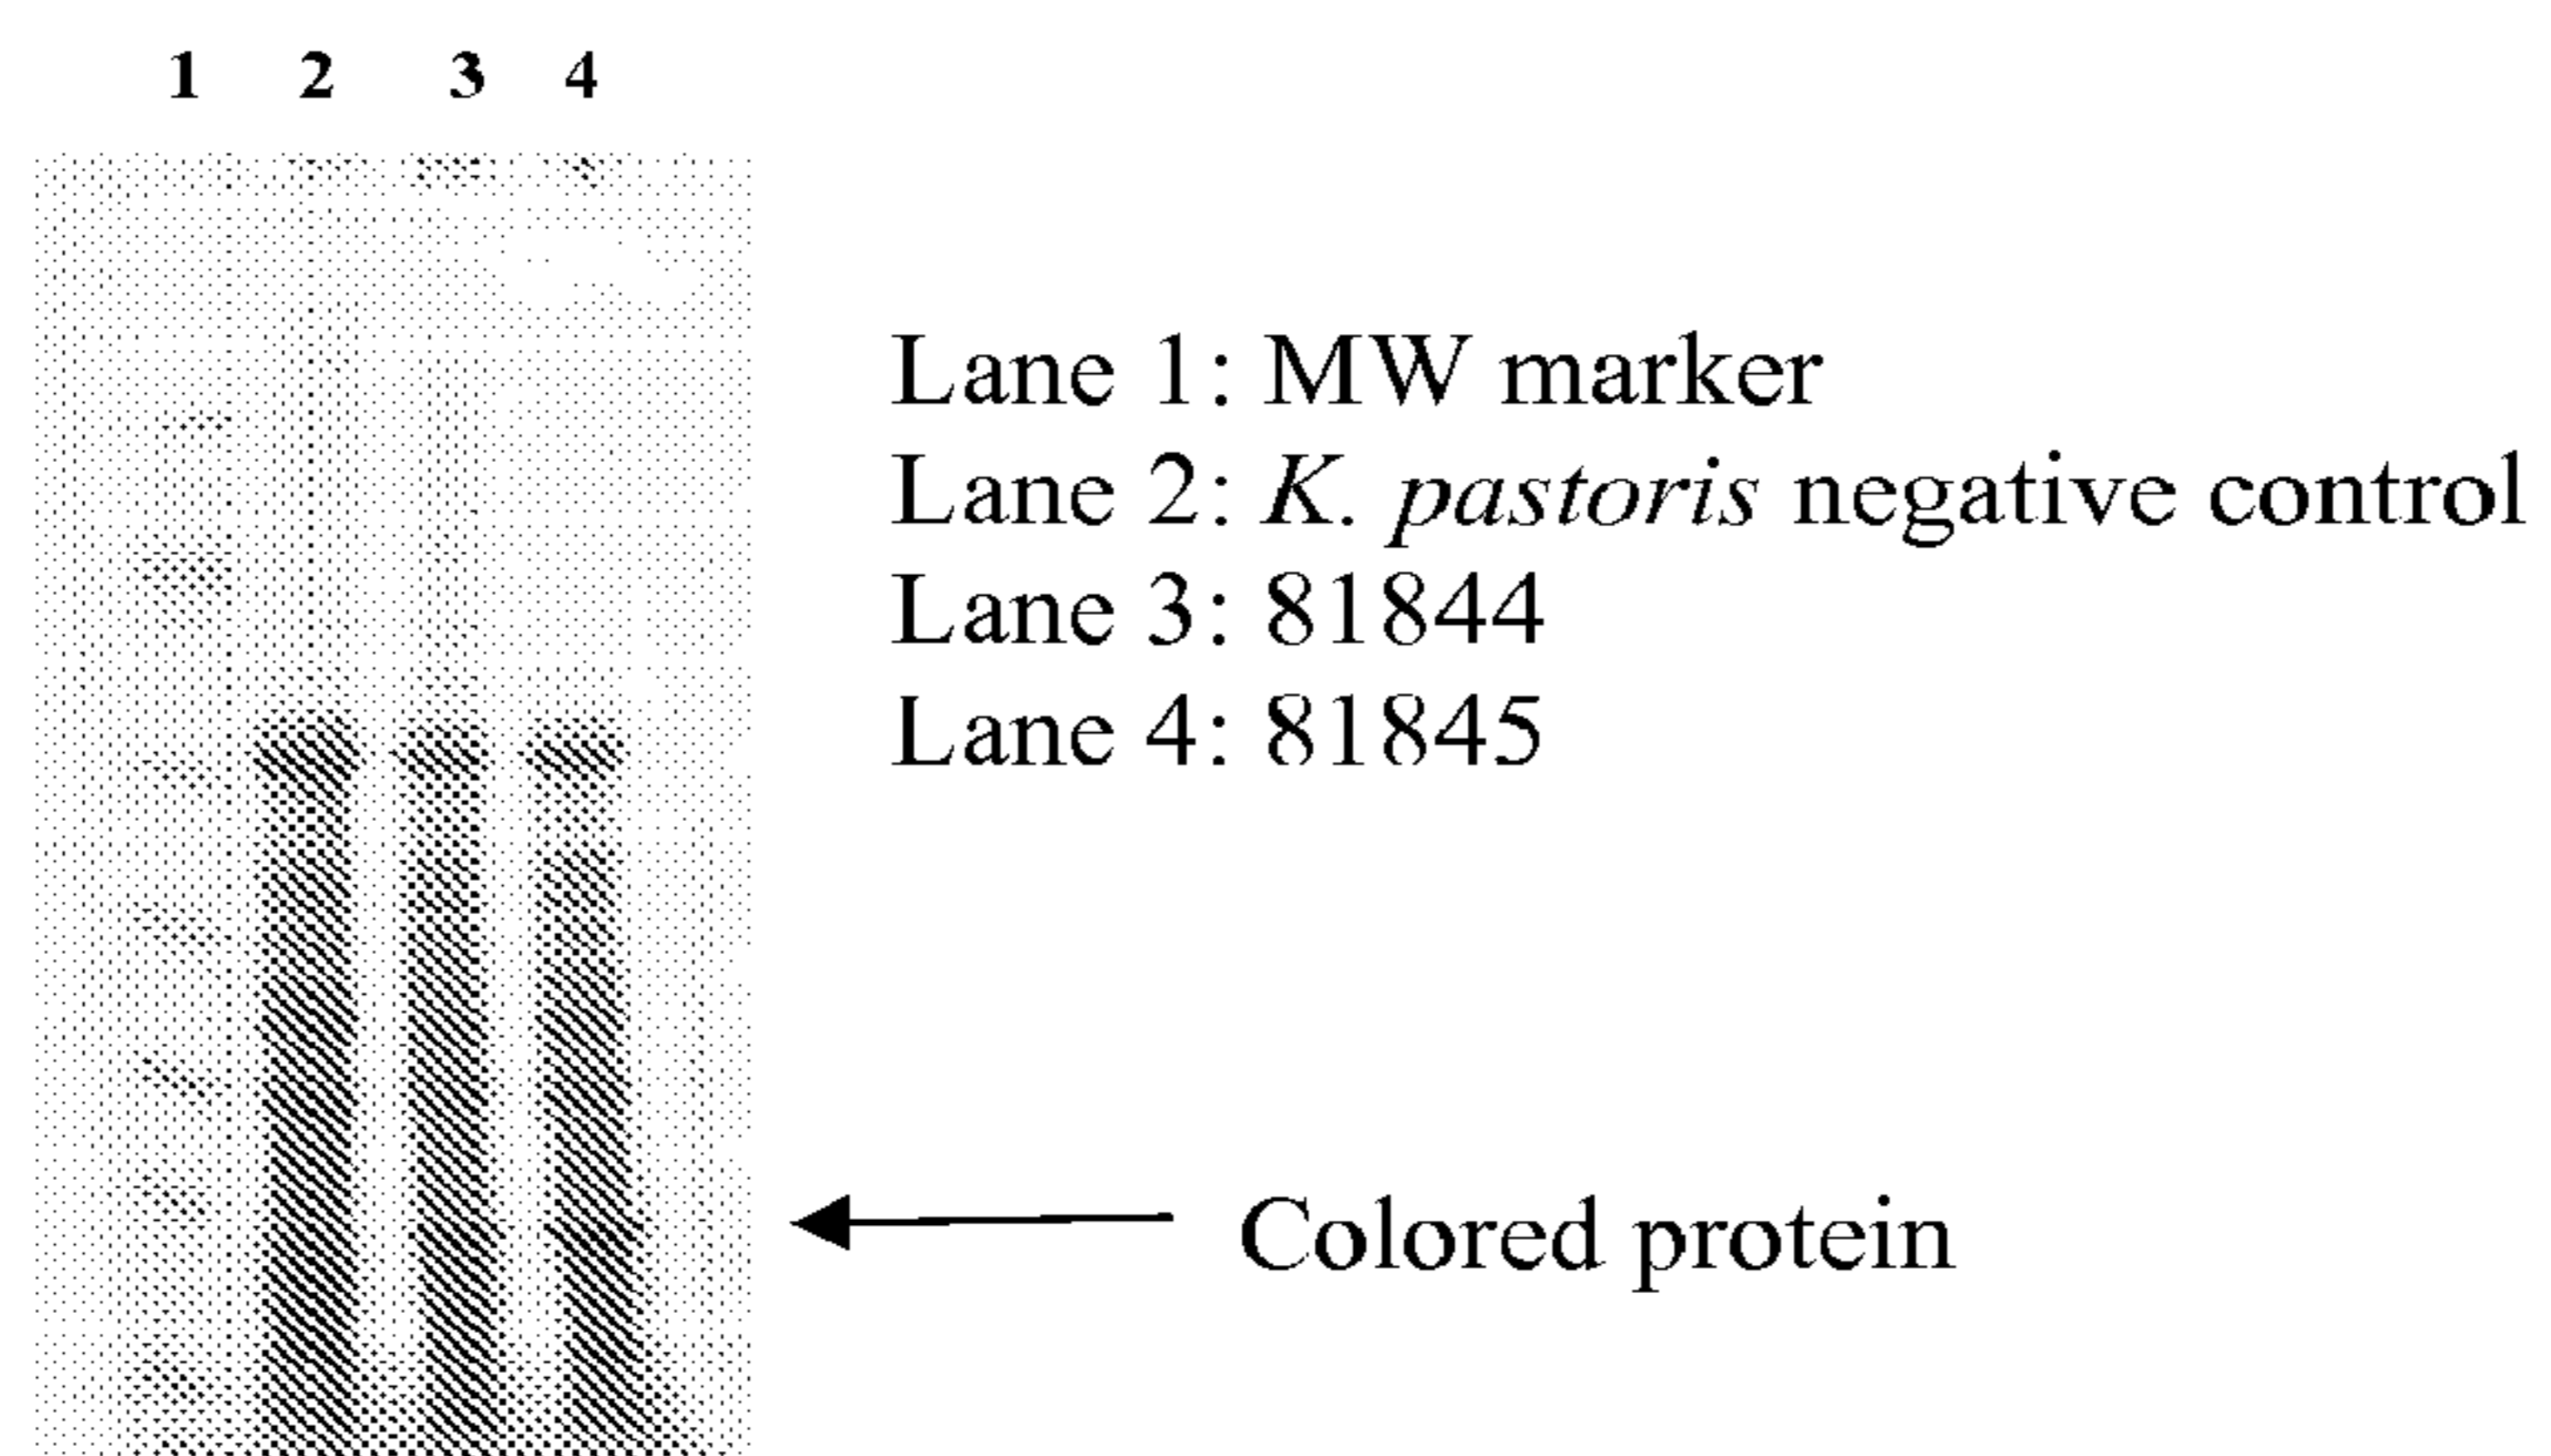 1 2 3 4
Lane 1: MW marker
Lane 2: K. pastoris negative control
Lane 3: 81844
Lane 4: 81845
Colored protein